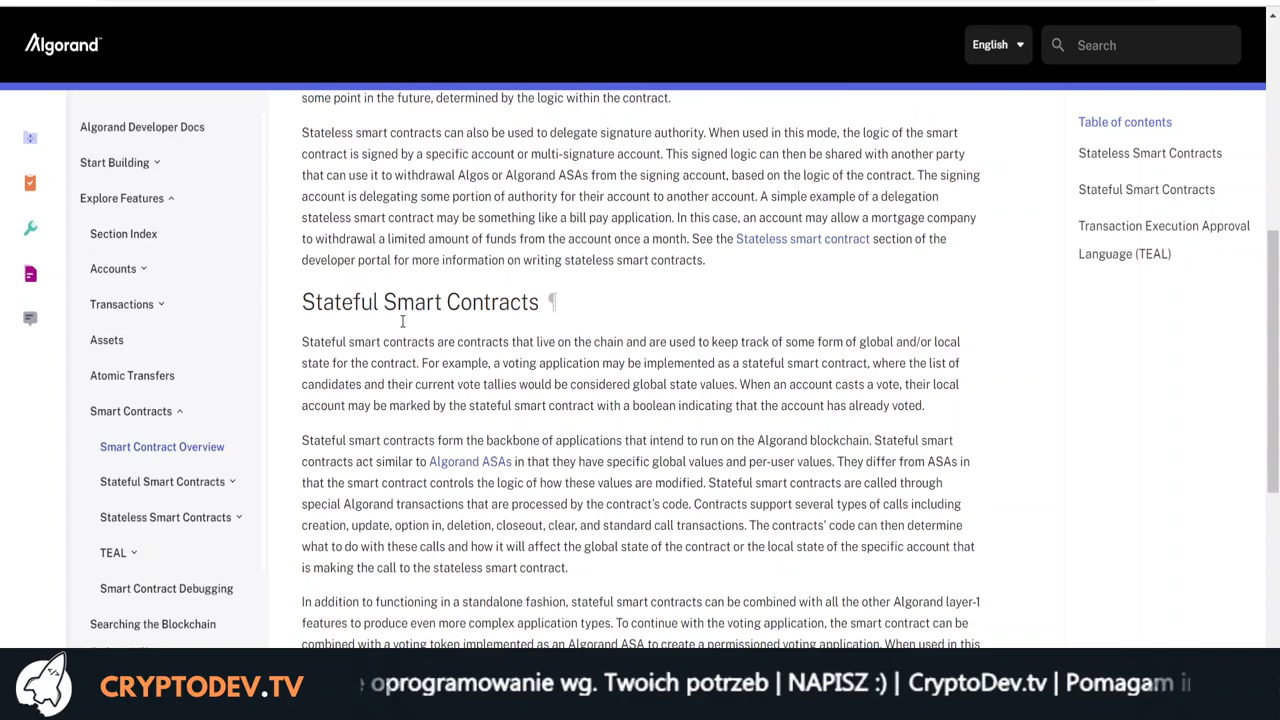 Algorand
English
Search
Algorand Developer Docs
Start Building
Explore Features
Section Index
Accounts
Transactions
Assets
Atomic Transfers
Smart Contracts
Smart Contract Overview
Stateful Smart Contracts
Stateless Smart Contracts
TEAL
Smart Contract Debugging
Searching the Blockchain
some point in the future, determined by the logic within the contract.
Stateless smart contracts can also be used to delegate signature authority. When used in this mode, the logic of the smart
contract is signed by a specific account or multi-signature account. This signed logic can then be shared with another party
that can use it to withdrawal Algos or Algorand ASAs from the signing account, based on the logic of the contract. The signing
account is delegating some portion of authority for their account to another account. A simple example of a delegation
stateless smart contract may be something like a bill pay application. In this case, an account may allow a mortgage company
to withdrawal a limited amount of funds from the account once a month. See the Stateless smart contract section of the
developer portal for more information on writing stateless smart contracts.
Stateful Smart Contracts ¶
Stateful smart contracts are contracts that live on the chain and are used to keep track of some form of global and/or local
state for the contract. For example, a voting application may be implemented as a stateful smart contract, where the list of
candidates and their current vote tallies would be considered global state values. When an account casts a vote, their local
account may be marked by the stateful smart contract with a boolean indicating that the account has already voted.
Stateful smart contracts form the backbone of applications that intend to run on the Algorand blockchain. Stateful smart
contracts act similar to Algorand ASAs in that they have specific global values and per-user values. They differ from ASAs in
that the smart contract controls the logic of how these values are modified. Stateful smart contracts are called through
special Algorand transactions that are processed by the contract's code. Contracts support several types of calls including
creation, update, option in, deletion, closeout, clear, and standard call transactions. The contracts' code can then determine
what to do with these calls and how it will affect the global state of the contract or the local state of the specific account that
is making the call to the stateless smart contract.
In addition to functioning in a standalone fashion, stateful smart contracts can be combined with all the other Algorand layer-1
features to produce even more complex application types. To continue with the voting application, the smart contract can be
combined with a voting token implemented as an Algorand ASA to create a permissioned voting application. When used in this
Table of contents
Stateless Smart Contracts
Stateful Smart Contracts
Transaction Execution Approval
Language (TEAL)
CRYPTODEV.TV
oprogramowanie wg. Twoich potrzeb | NAPISZ :) | CryptoDev.tv | Pomagam